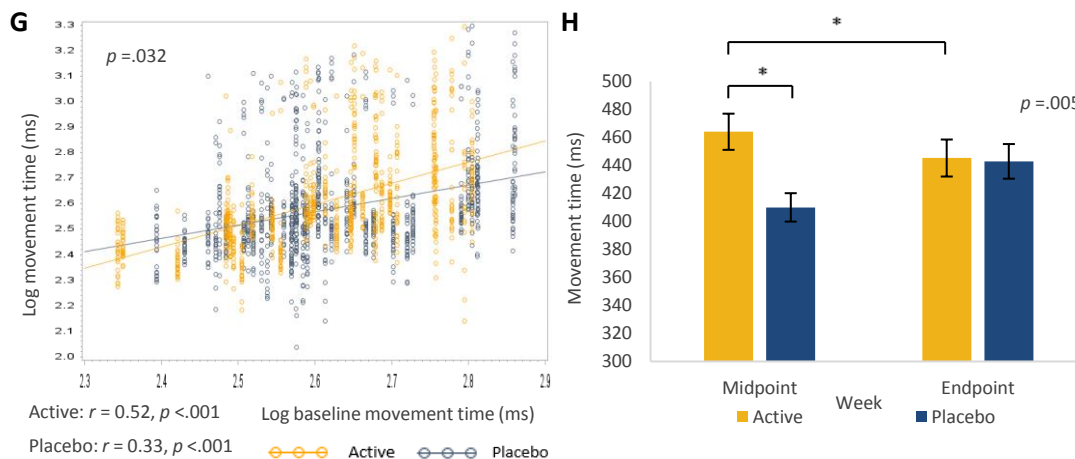 G
p =.032
Log movement time (ms)
3.3
3.2
3.1
3.0
2.9
2.8
2.7
2.6
2.5
2.4
2.3
2.2
2.1
2.0
2.3
2.4
2.5
2.6
2.7
2.8
2.9
Log baseline movement time (ms)
Active: r = 0.52, p <.001
Placebo: r = 0.33, p <.001
Active
Placebo
H
*
*
p =.005
Movement time (ms)
500
480
460
440
420
400
380
360
340
320
300
Midpoint
Endpoint
Week
Active
Placebo